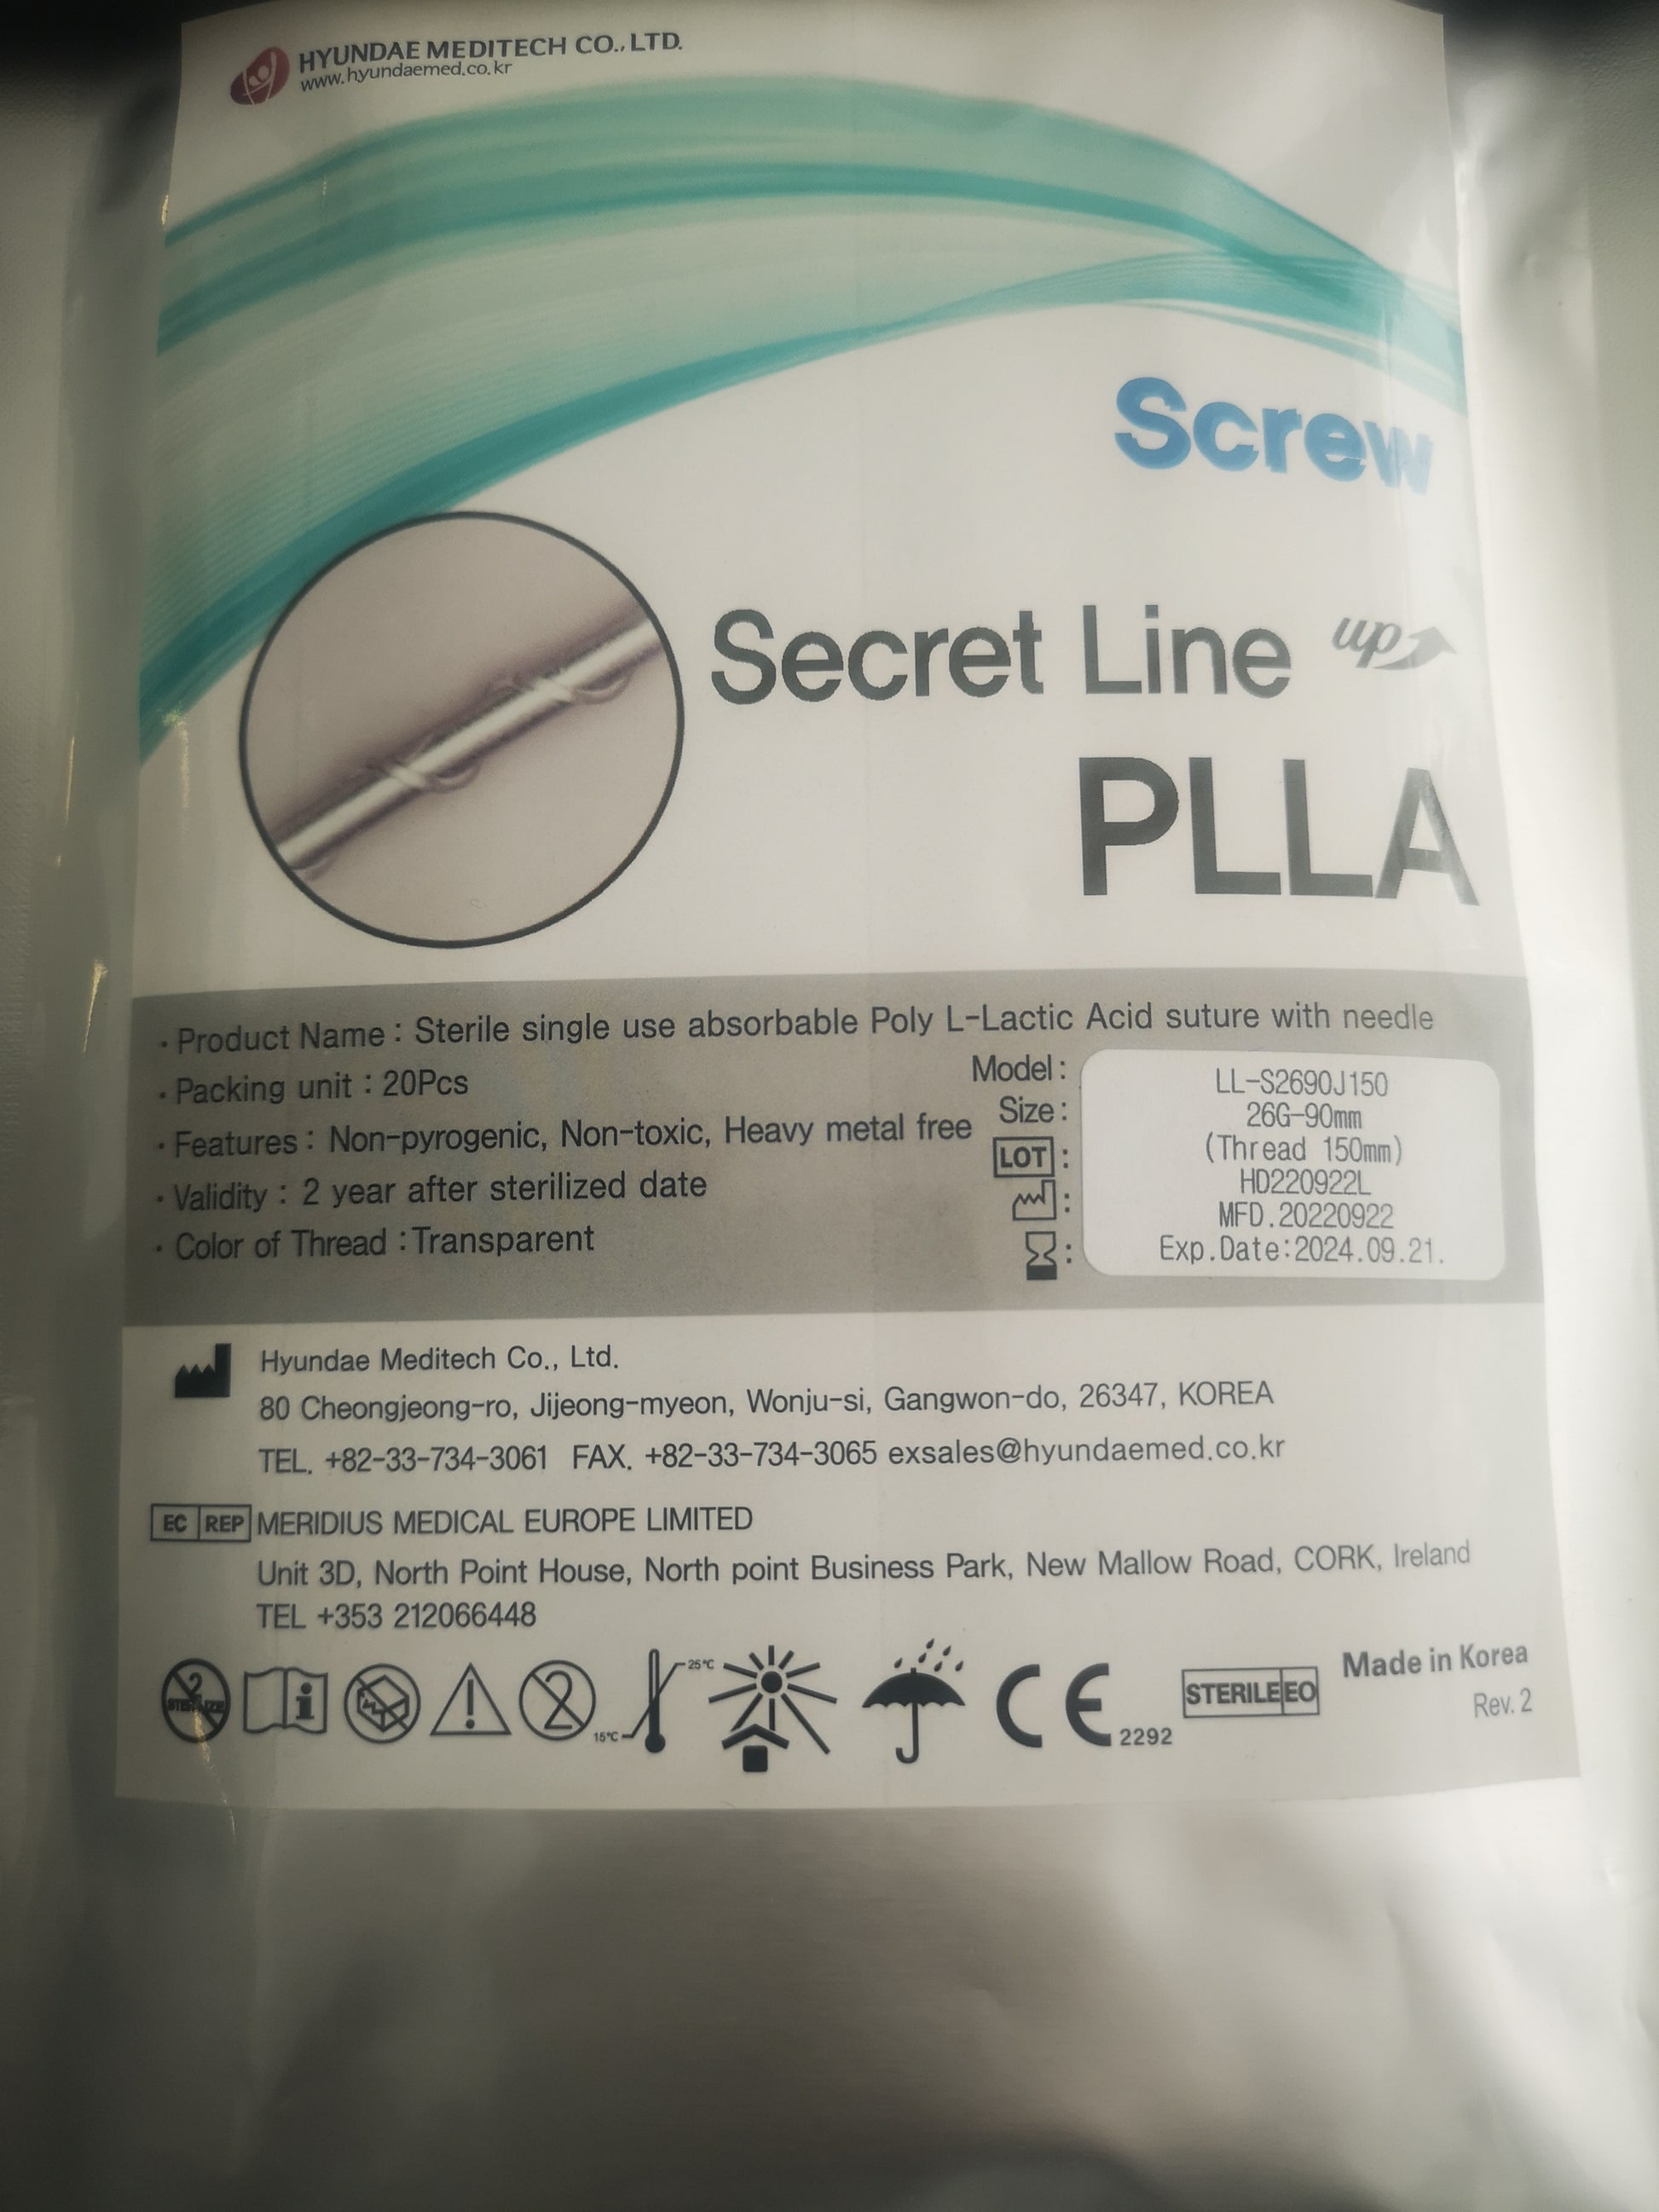 HYUNDAE MEDITECH CO., LTD.
www.hyundaemed.co.kr
Screw
Secret Line up
PLLA
· Product Name : Sterile single use absorbable Poly L-Lactic Acid suture with needle
· Packing unit : 20Pcs
· Features : Non-pyrogenic, Non-toxic, Heavy metal free
· Validity : 2 year after sterilized date
· Color of Thread : Transparent
Model : LL-S2690J150
Size : 26G-90mm
(Thread 150mm)
LOT : HD220922L
: MFD.20220922
: Exp.Date:2024.09.21.
Hyundae Meditech Co., Ltd.
80 Cheongjeong-ro, Jijeong-myeon, Wonju-si, Gangwon-do, 26347, KOREA
TEL. +82-33-734-3061 FAX. +82-33-734-3065 exsales@hyundaemed.co.kr
EC REP MERIDIUS MEDICAL EUROPE LIMITED
Unit 3D, North Point House, North point Business Park, New Mallow Road, CORK, Ireland
TEL +353 212066448
2 STERILIZE
i
!
2
15°C
25°C
CE 2292
STERILE EO
Made in Korea
Rev. 2